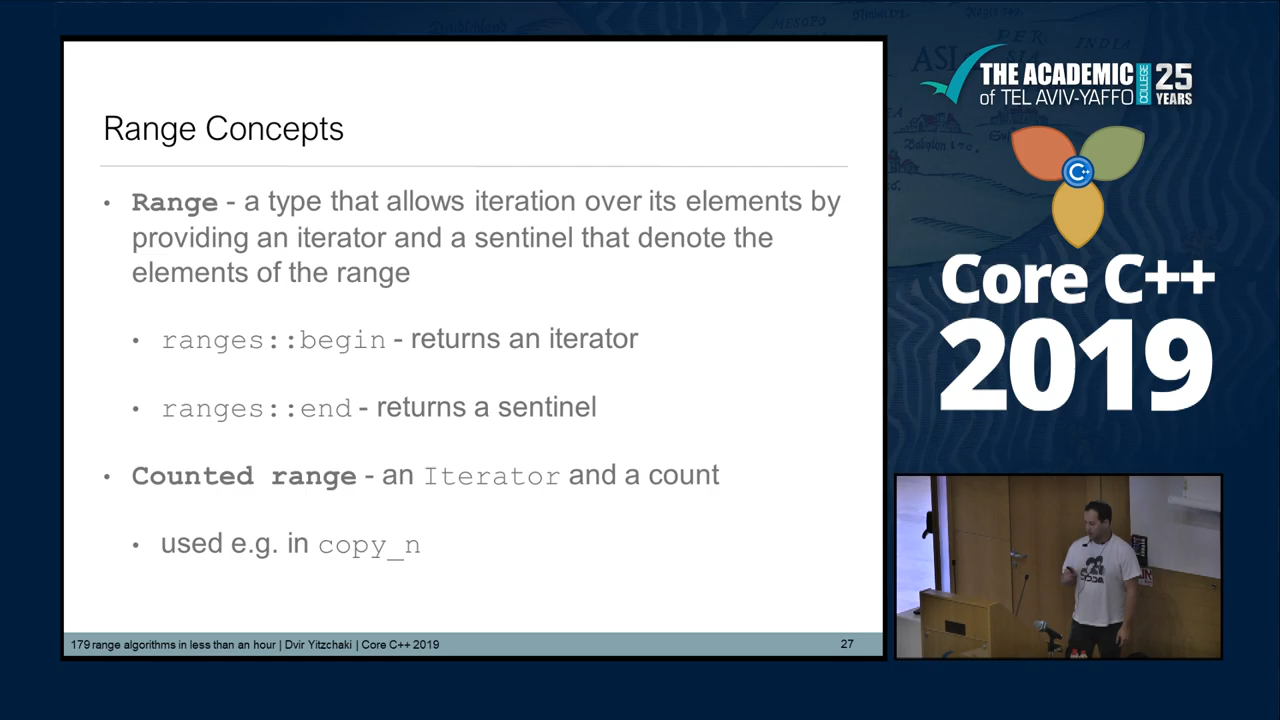 Range Concepts
• Range - a type that allows iteration over its elements by
providing an iterator and a sentinel that denote the
elements of the range
• ranges::begin - returns an iterator
• ranges::end - returns a sentinel
• Counted range - an Iterator and a count
• used e.g. in copy_n
179 range algorithms in less than an hour | Dvir Yitzchaki | Core C++ 2019
27
THE ACADEMIC
of TEL AVIV-YAFFO
COLLEGE
25
YEARS
C++
Core C++
2019
ASI
INDIA